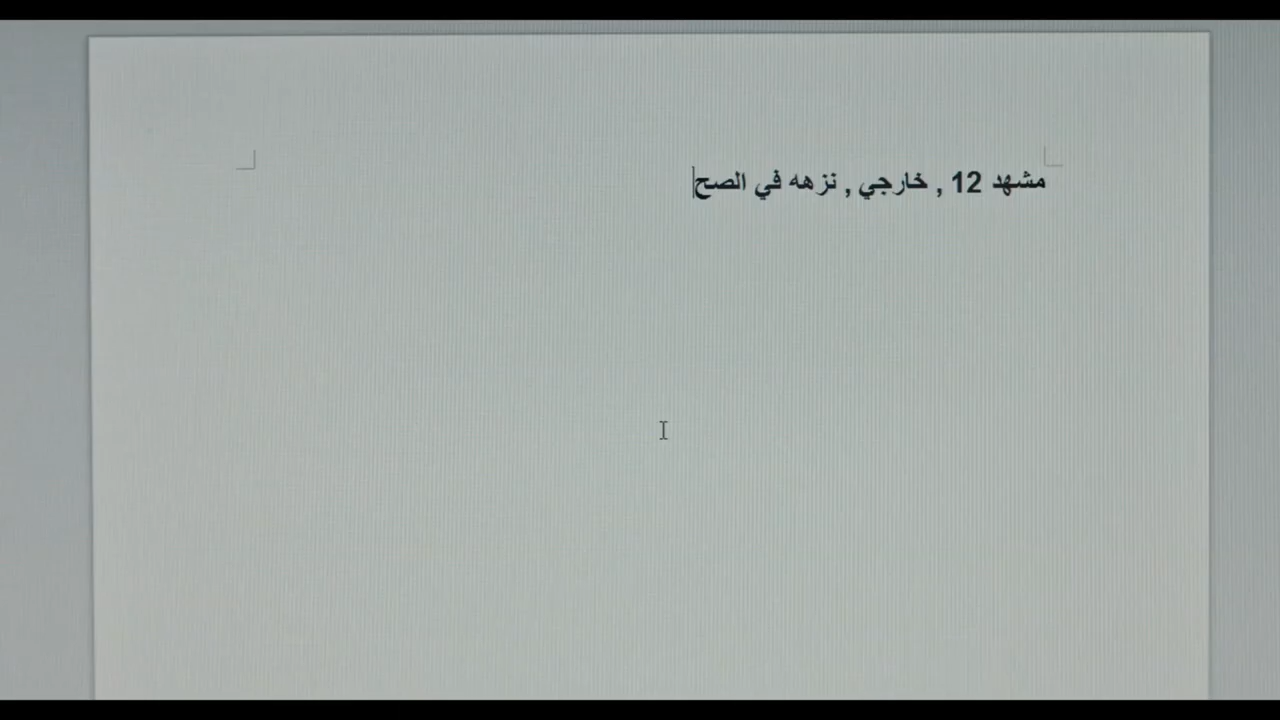 مشهد 12 , خارجي , نزهه في الصح